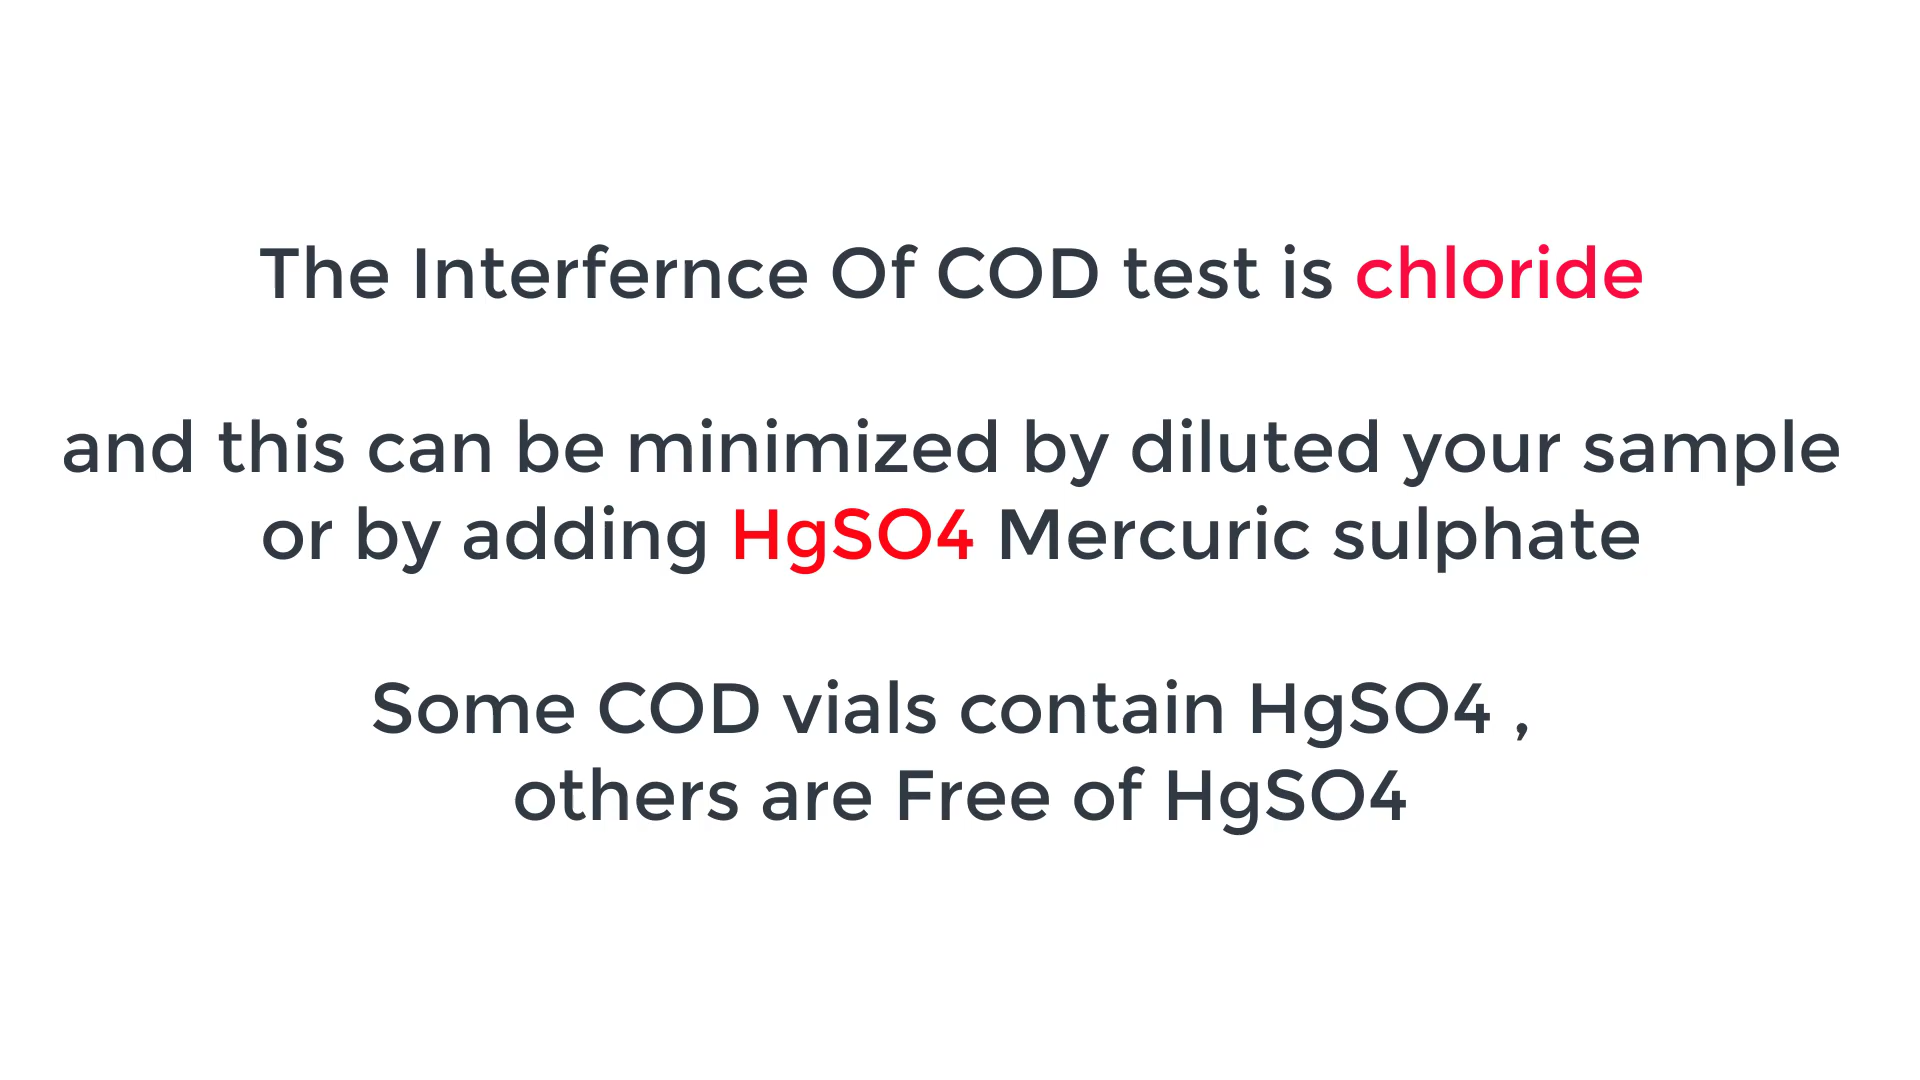 The Interfernce Of COD test is chloride
and this can be minimized by diluted your sample
or by adding HgSO4 Mercuric sulphate
Some COD vials contain HgSO4 ,
others are Free of HgSO4